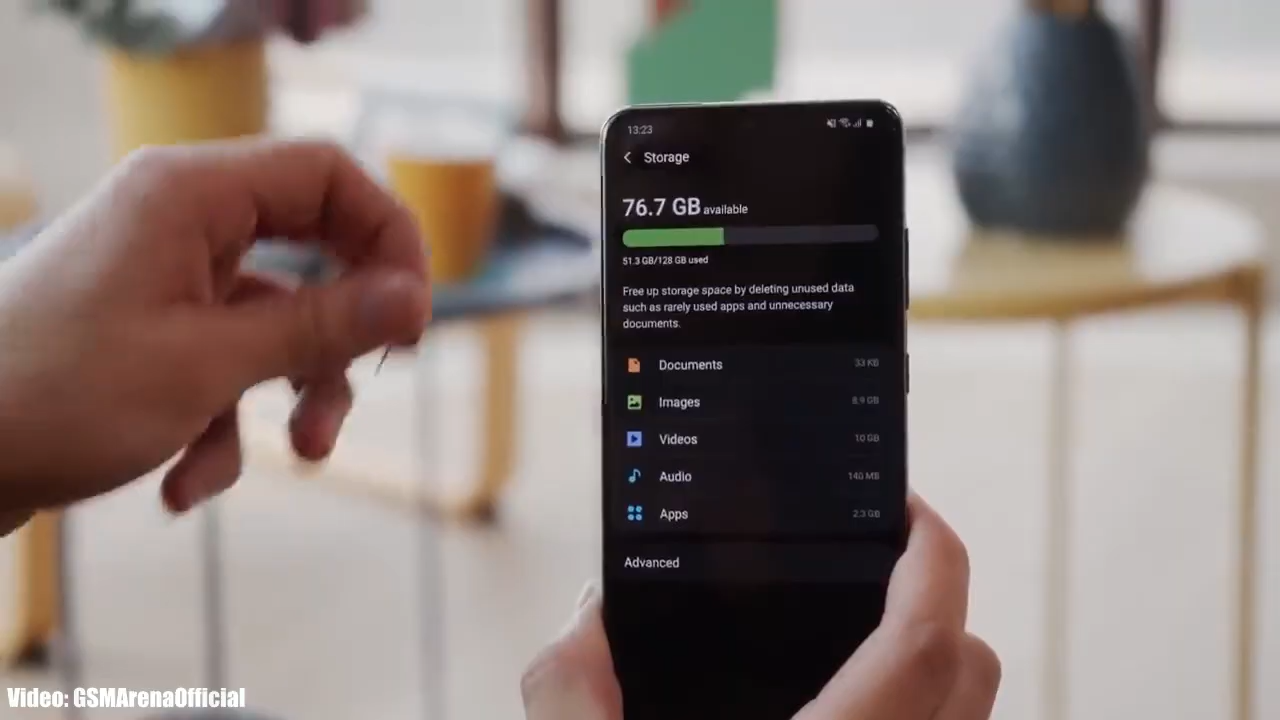 13:23
Storage
76.7 GB available
51.3 GB/128 GB used
Free up storage space by deleting unused data
such as rarely used apps and unnecessary
documents.
Documents 33 KB
Images 8.9 GB
Videos 10 GB
Audio 140 MB
Apps 2.3 GB
Advanced
Video: GSMArenaOfficial